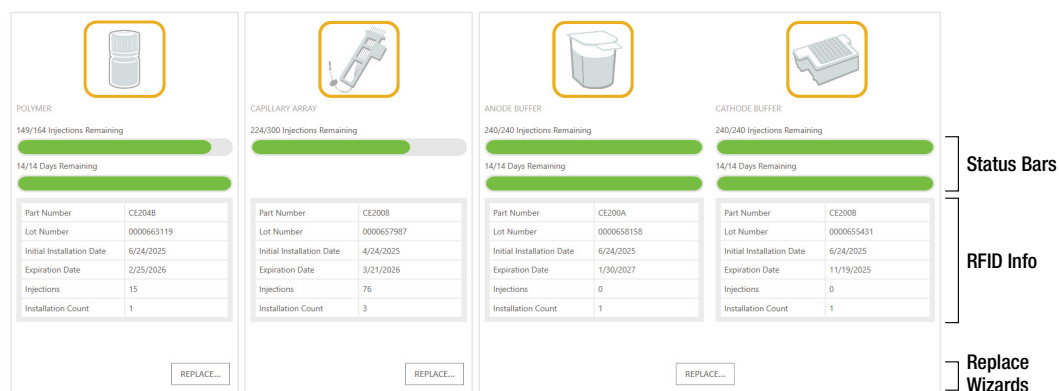 POLYMER
149/164 Injections Remaining
14/14 Days Remaining
Part Number CE204B
Lot Number 0000663119
Initial Installation Date 6/24/2025
Expiration Date 2/25/2026
Injections 15
Installation Count 1
REPLACE...
CAPILLARY ARRAY
224/300 Injections Remaining
Part Number CE2008
Lot Number 0000657987
Initial Installation Date 4/24/2025
Expiration Date 3/21/2026
Injections 76
Installation Count 3
REPLACE...
ANODE BUFFER
240/240 Injections Remaining
14/14 Days Remaining
Part Number CE200A
Lot Number 0000658158
Initial Installation Date 6/24/2025
Expiration Date 1/30/2027
Injections 0
Installation Count 1
CATHODE BUFFER
240/240 Injections Remaining
14/14 Days Remaining
Part Number CE200B
Lot Number 0000655431
Initial Installation Date 6/24/2025
Expiration Date 11/19/2025
Injections 0
Installation Count 1
REPLACE...
Status Bars
RFID Info
Replace
Wizards